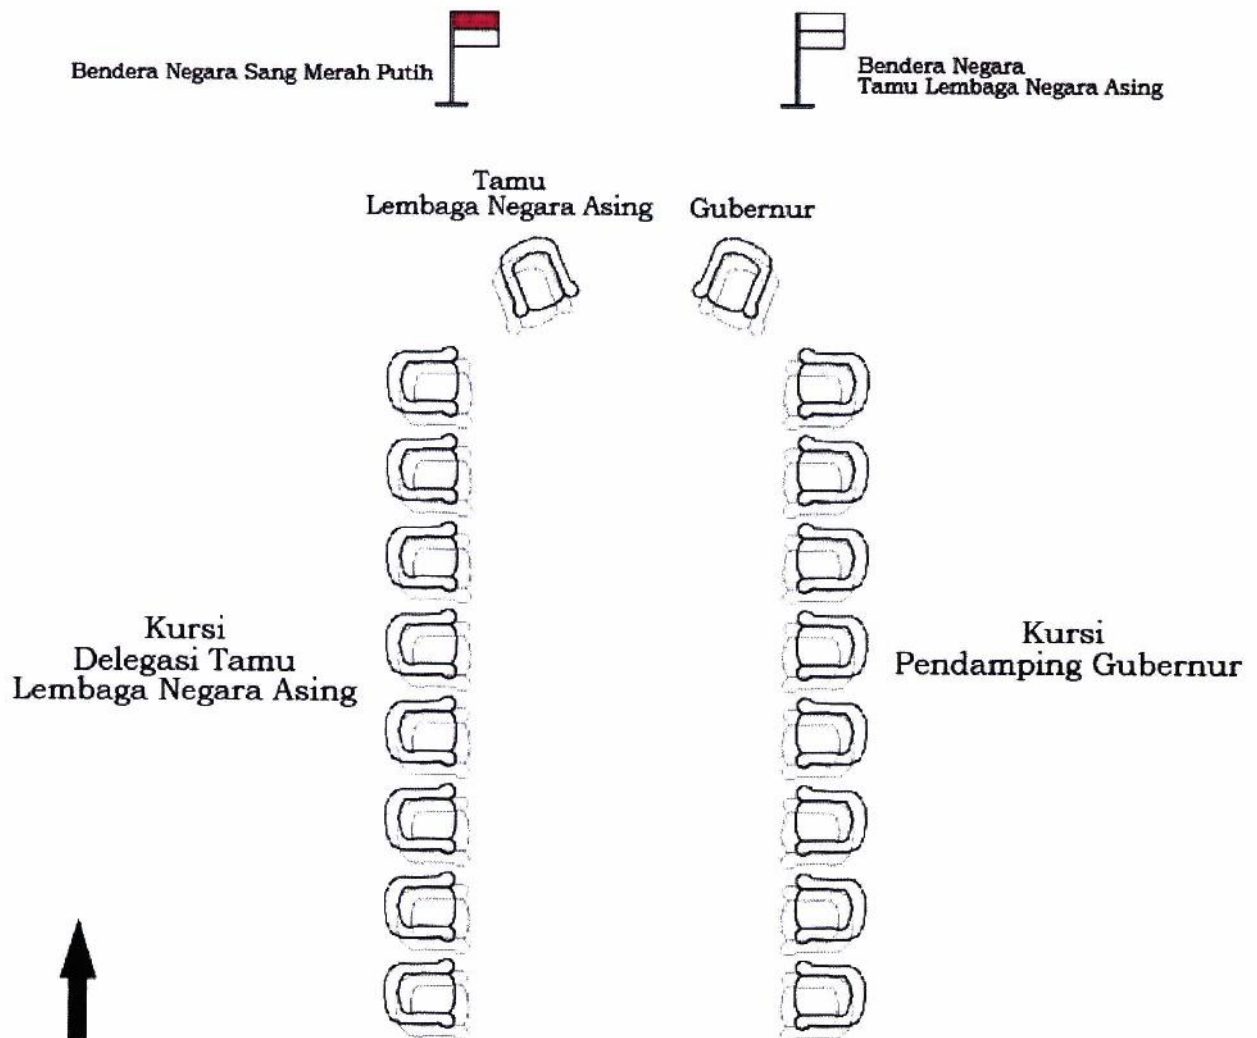 Bendera Negara Sang Merah Putih
Bendera Negara
Tamu Lembaga Negara Asing
Tamu
Lembaga Negara Asing
Gubernur
Kursi
Delegasi Tamu
Lembaga Negara Asing
Kursi
Pendamping Gubernur